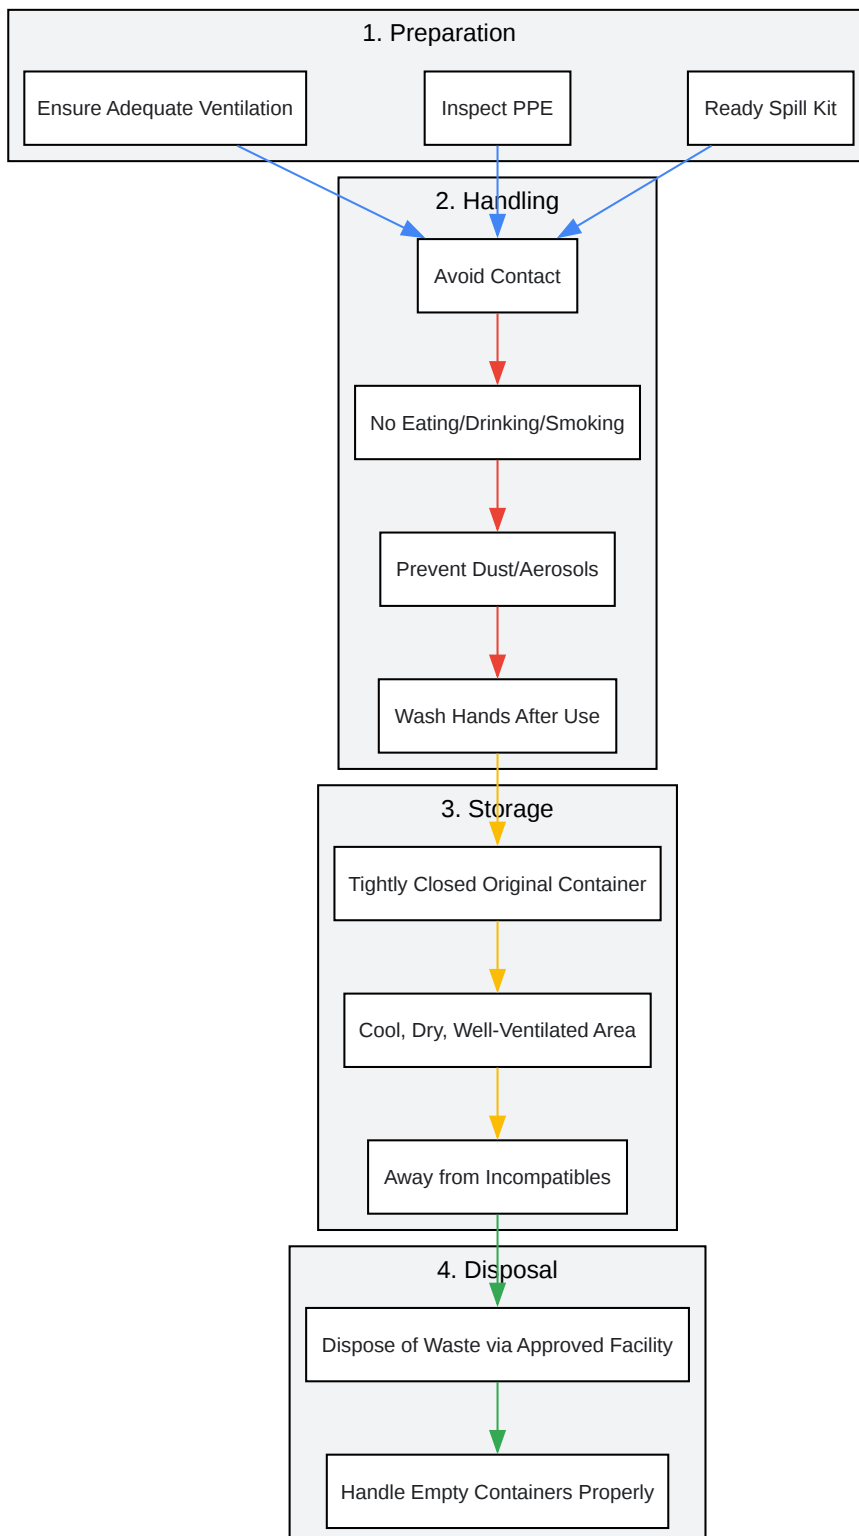 1. Preparation
Ensure Adequate Ventilation
Inspect PPE
Ready Spill Kit
2. Handling
Avoid Contact
No Eating/Drinking/Smoking
Prevent Dust/Aerosols
Wash Hands After Use
3. Storage
Tightly Closed Original Container
Cool, Dry, Well-Ventilated Area
Away from Incompatibles
4. Disposal
Dispose of Waste via Approved Facility
Handle Empty Containers Properly